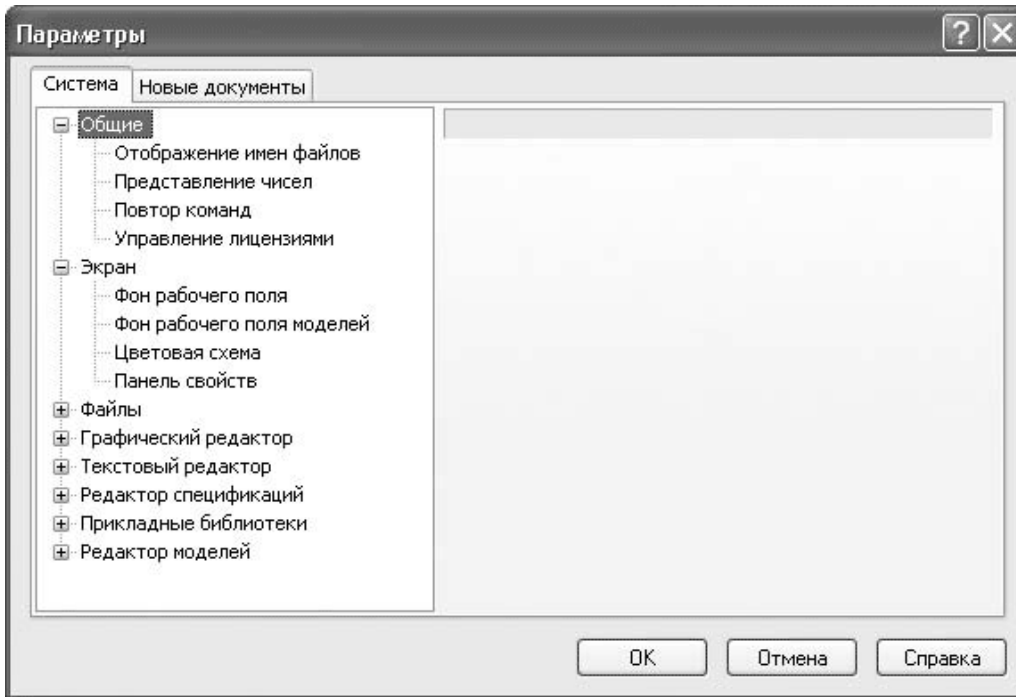 Параметры
Система
Новые документы
Общие
Отображение имен файлов
Представление чисел
Повтор команд
Управление лицензиями
Экран
Фон рабочего поля
Фон рабочего поля моделей
Цветовая схема
Панель свойств
Файлы
Графический редактор
Текстовый редактор
Редактор спецификаций
Прикладные библиотеки
Редактор моделей
OK
Отмена
Справка